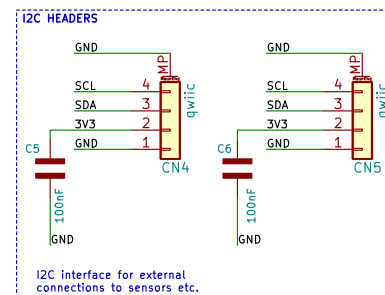 I2C HEADERS
GND
MP
SCL 4
SDA 3
3V3 2
GND 1
qwiic
CN4
C5
100nF
GND
GND
MP
SCL 4
SDA 3
3V3 2
GND 1
qwiic
CN5
C6
100nF
GND
I2C interface for external
connections to sensors etc.